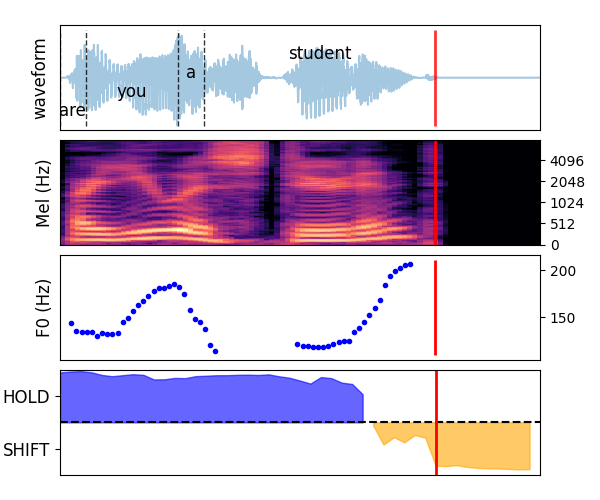 waveform
are you a student
Mel (Hz)
4096
2048
1024
512
0
F0 (Hz)
200
150
HOLD
SHIFT